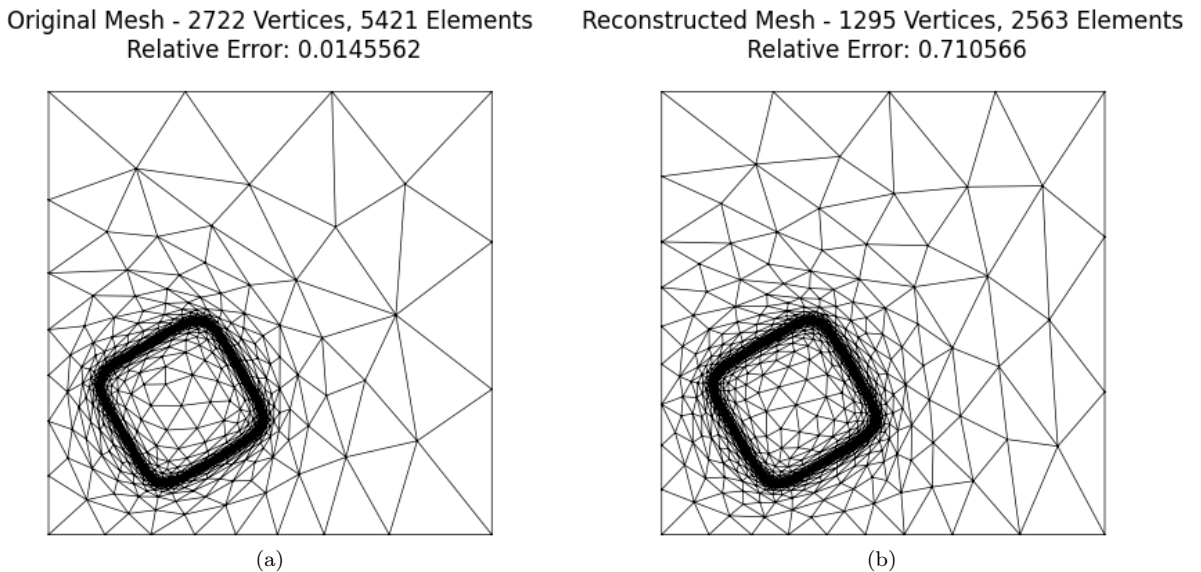 Original Mesh - 2722 Vertices, 5421 Elements
Relative Error: 0.0145562
Reconstructed Mesh - 1295 Vertices, 2563 Elements
Relative Error: 0.710566
(a)
(b)